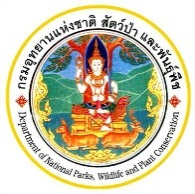 กรมอุทยานแห่งชาติ สัตว์ป่า และพันธุ์พืช
Department of National Parks, Wildlife and Plant Conservation